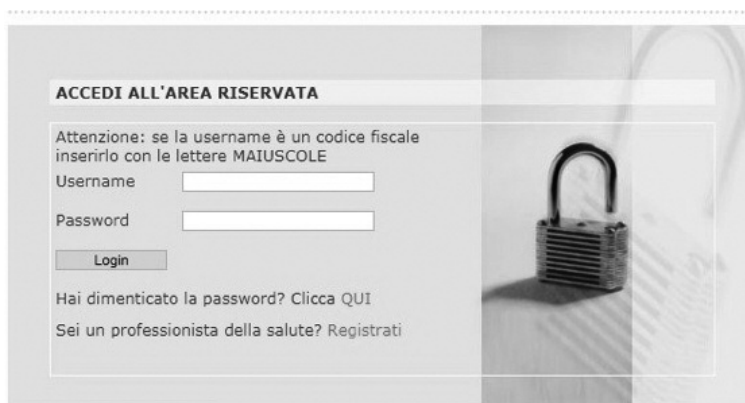 ACCEDI ALL'AREA RISERVATA
Attenzione: se la username è un codice fiscale
inserirlo con le lettere MAIUSCOLE
Username
Password
Login
Hai dimenticato la password? Clicca QUI
Sei un professionista della salute? Registrati